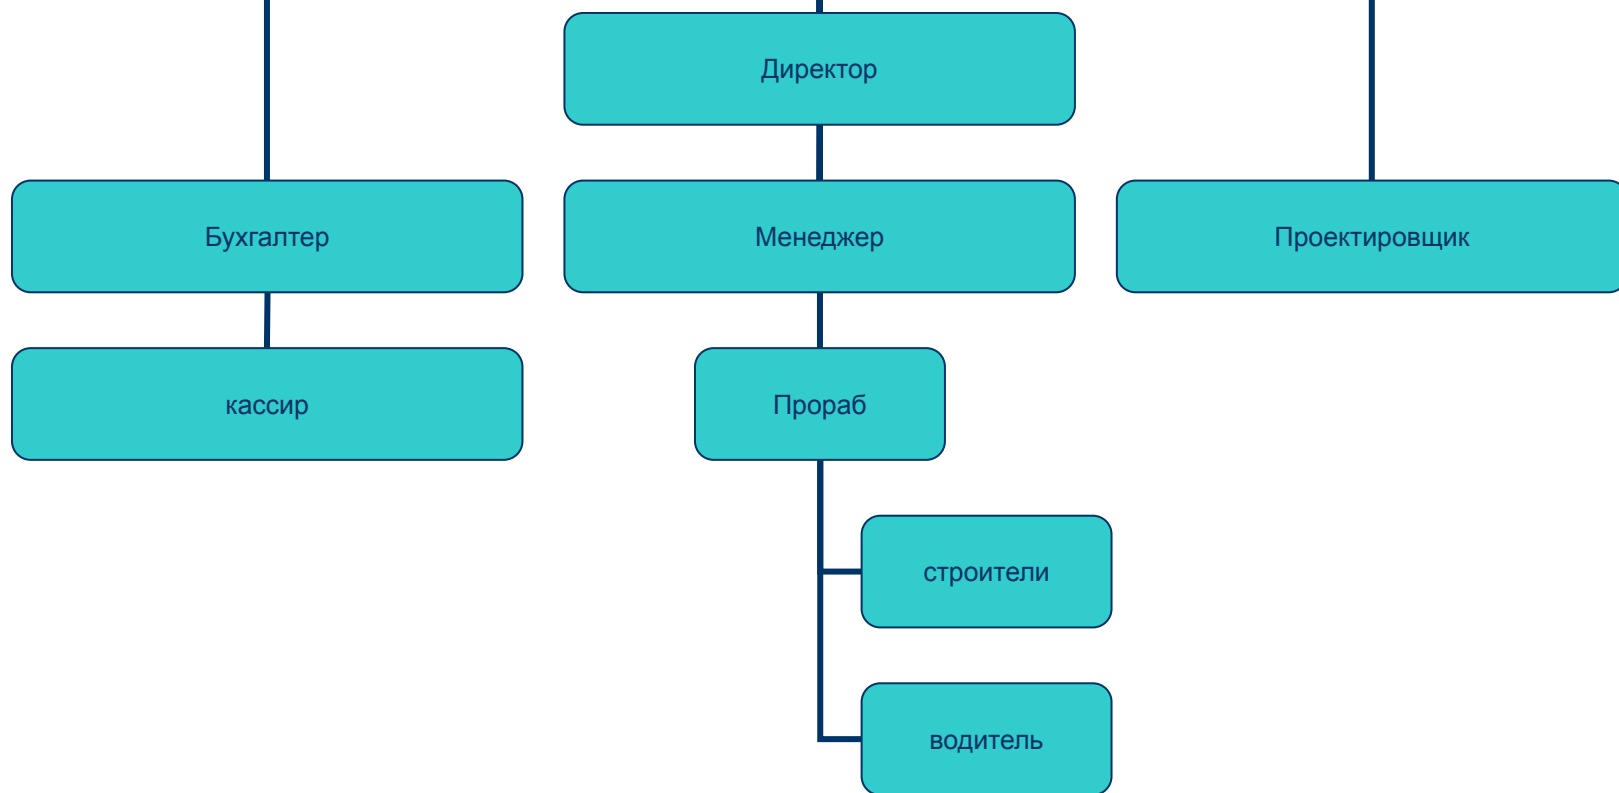 Директор
Бухгалтер
Менеджер
Проектировщик
кассир
Прораб
строители
водитель